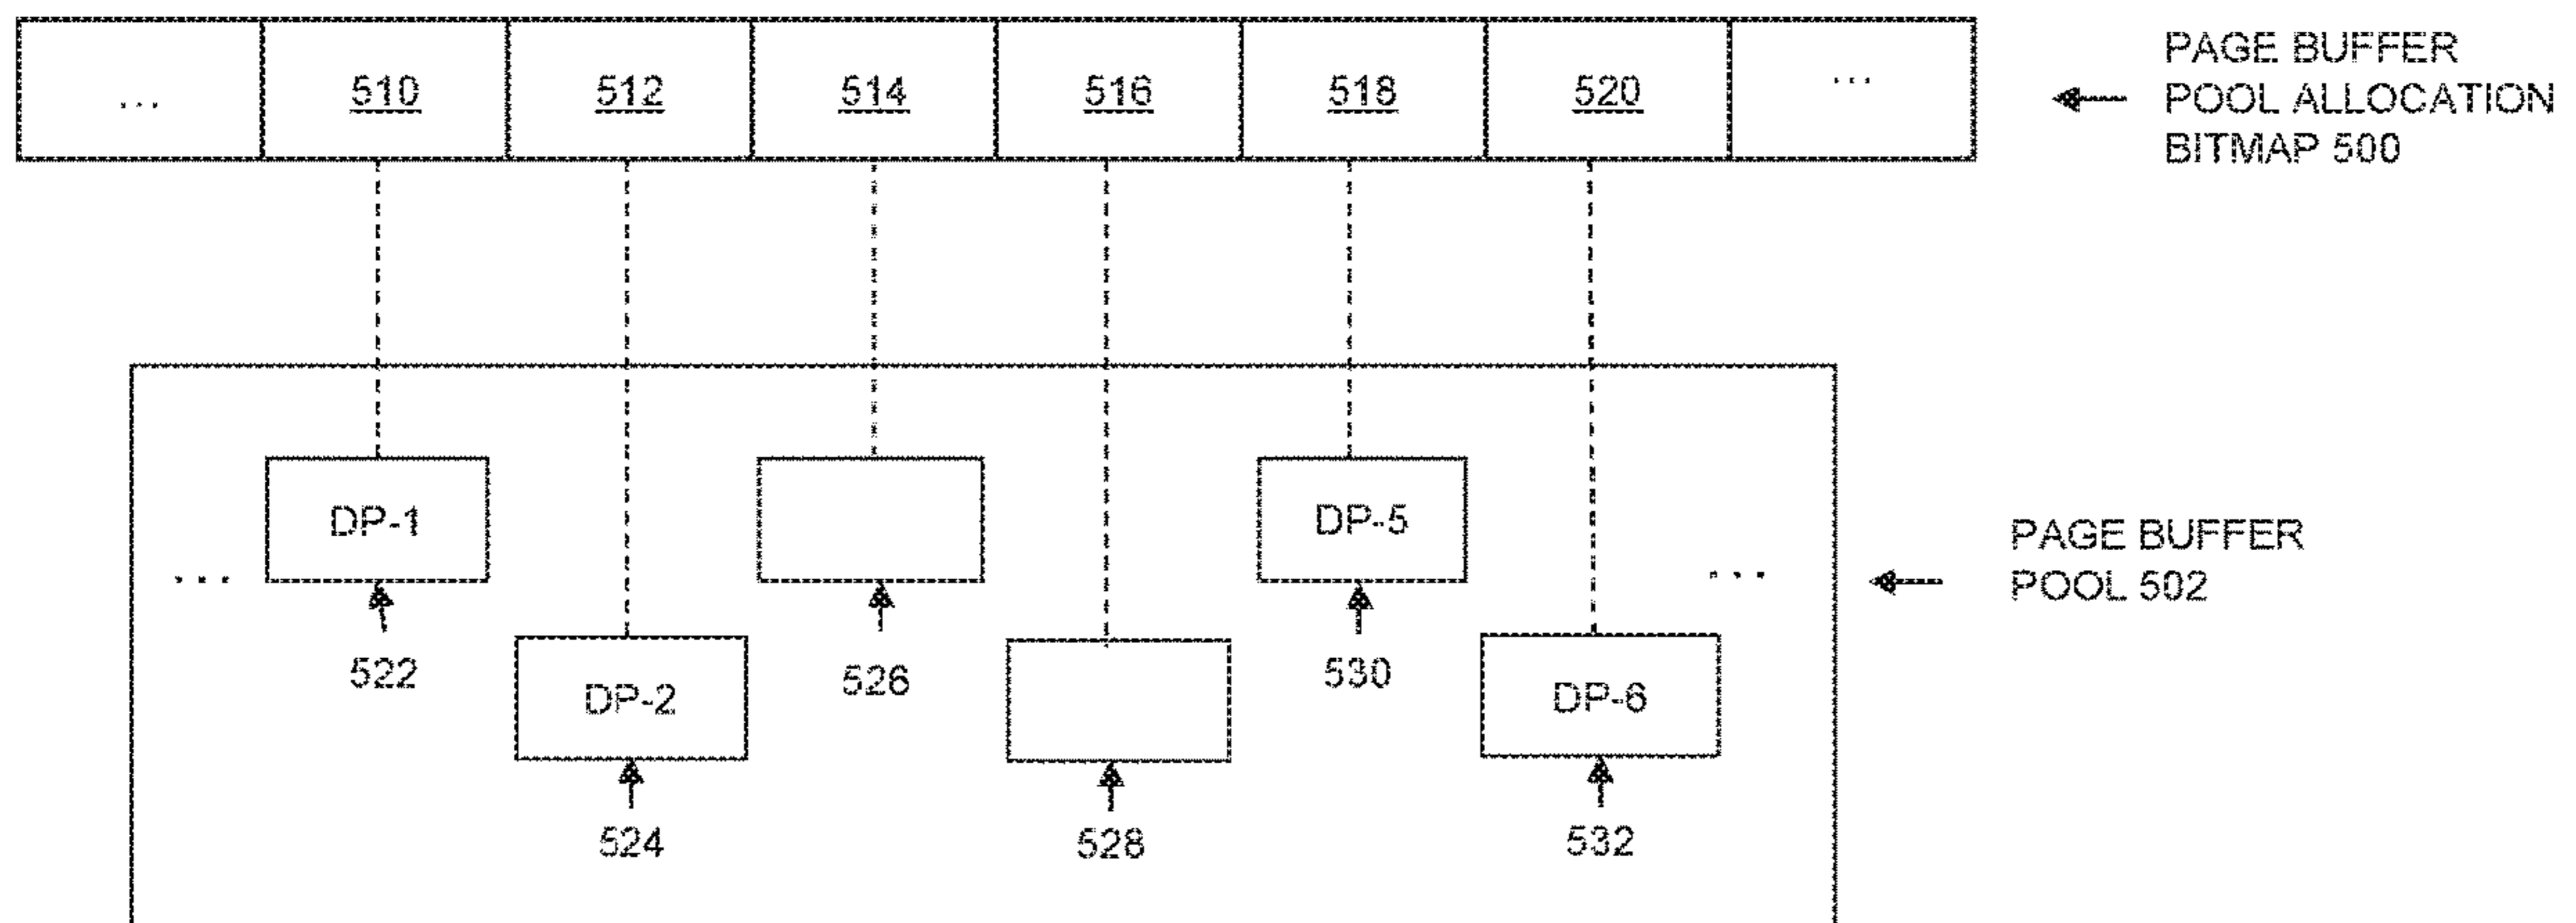 ... 510 512 514 516 518 520 ...
PAGE BUFFER
POOL ALLOCATION
BITMAP 500
DP-1 DP-5
... ...
PAGE BUFFER
POOL 502
522 526 530
DP-2 DP-6
524 528 532